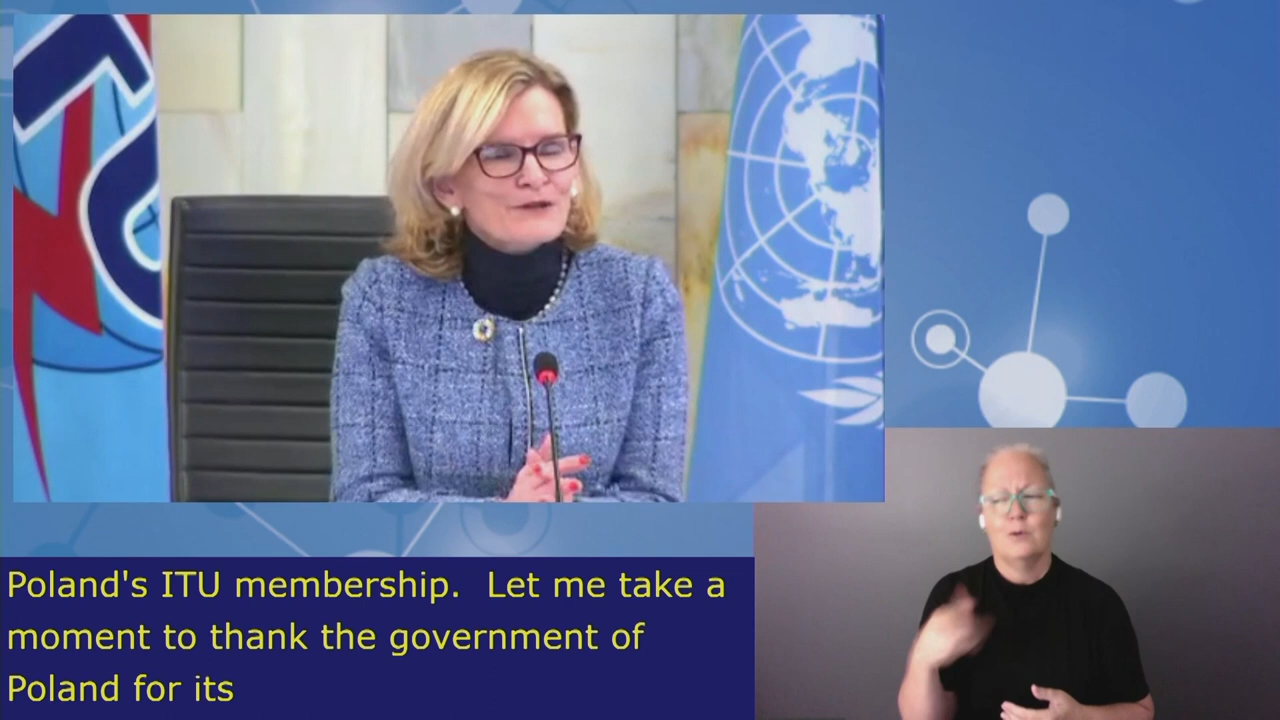 Poland's ITU membership.  Let me take a
moment to thank the government of
Poland for its